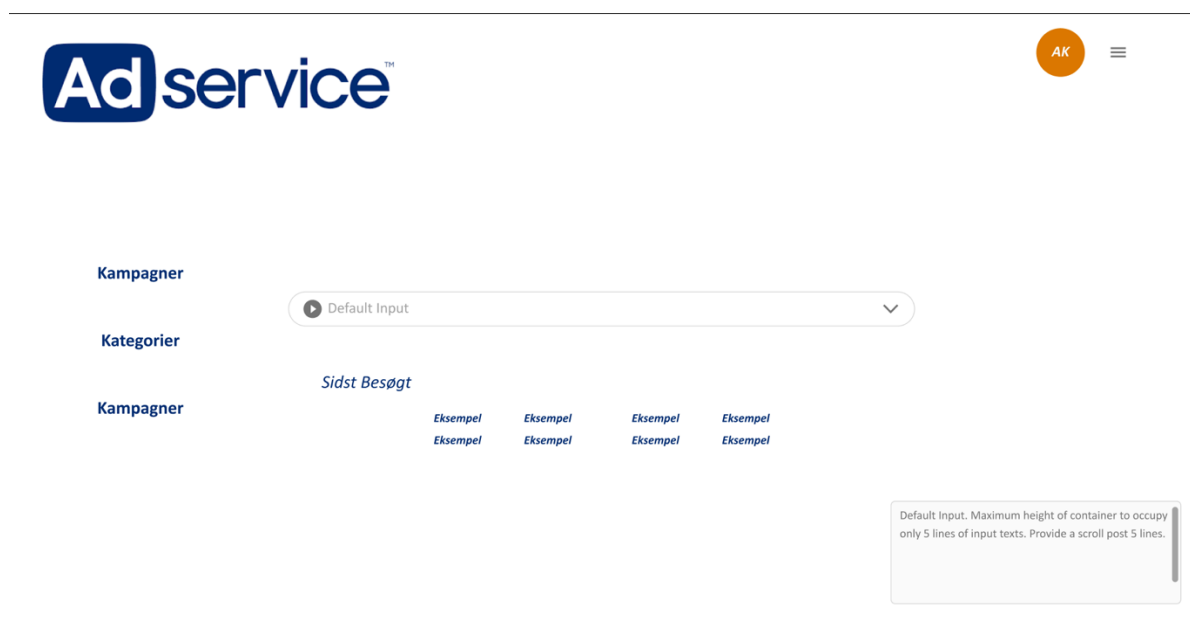 Adservice™
AK
Kampagner
Default Input
Kategorier
Sidst Besøgt
Kampagner
Eksempel Eksempel Eksempel Eksempel
Eksempel Eksempel Eksempel Eksempel
Default Input. Maximum height of container to occupy
only 5 lines of input texts. Provide a scroll post 5 lines.